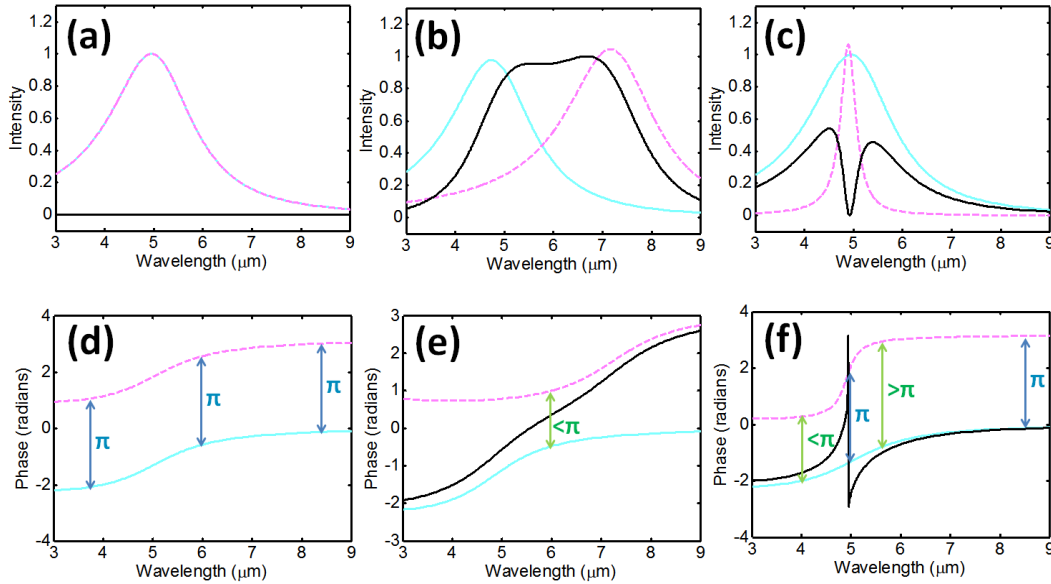 (a)
1.2
1
0.8
0.6
0.4
0.2
0
Intensity
3 4 5 6 7 8 9
Wavelength (μm)
(b)
1.2
1
0.8
0.6
0.4
0.2
0
Intensity
3 4 5 6 7 8 9
Wavelength (μm)
(c)
1.2
1
0.8
0.6
0.4
0.2
0
Intensity
3 4 5 6 7 8 9
Wavelength (μm)
(d)
4
2
0
-2
-4
Phase (radians)
π
π
π
3 4 5 6 7 8 9
Wavelength (μm)
(e)
3
2
1
0
-1
-2
-3
Phase (radians)
<π
3 4 5 6 7 8 9
Wavelength (μm)
(f)
4
2
0
-2
-4
Phase (radians)
<π
π
>π
π
3 4 5 6 7 8 9
Wavelength (μm)